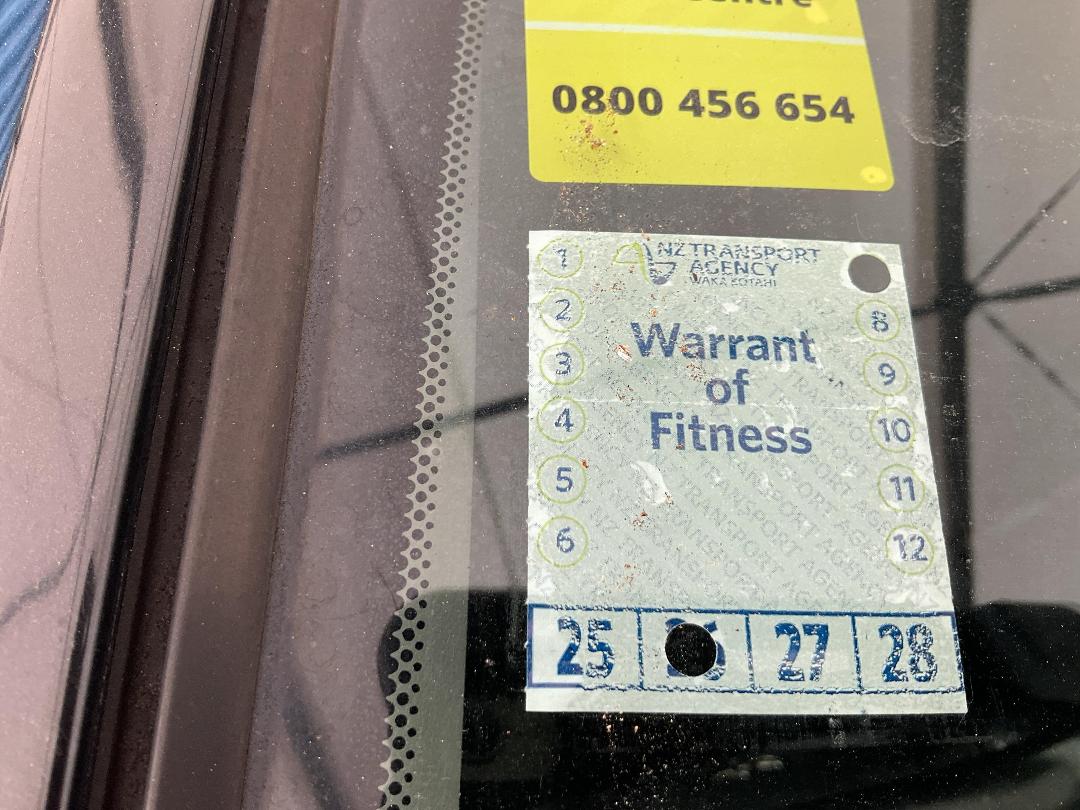 0800 456 654
NZ TRANSPORT
AGENCY
WAKA KOTAHI
Warrant
of
Fitness
1
2
3
4
5
6
8
9
10
11
12
25
27
28